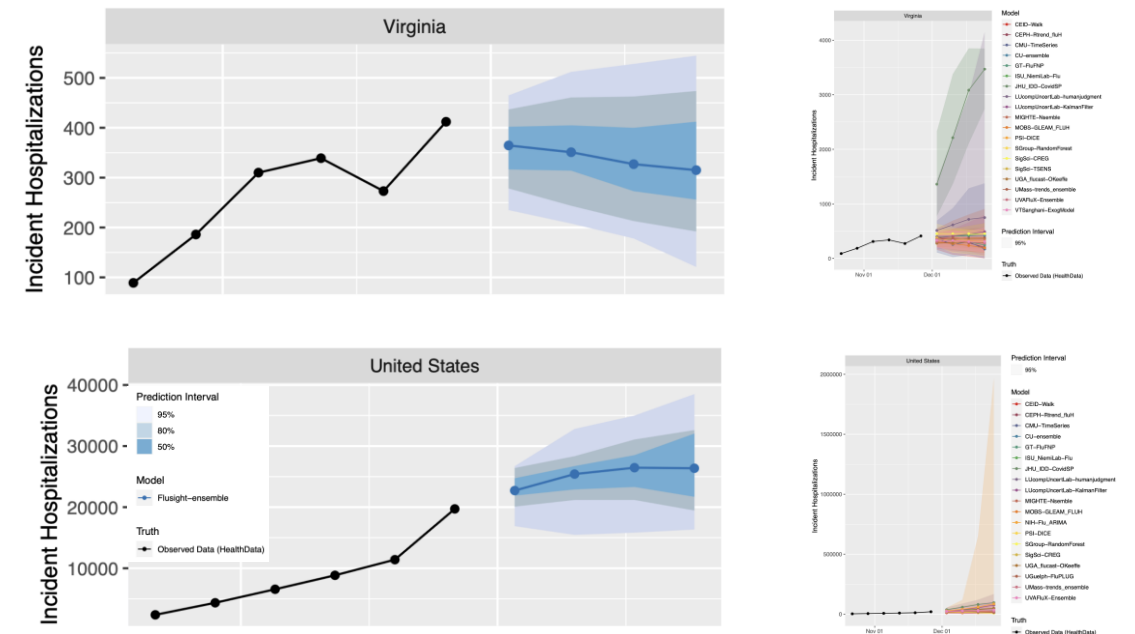 Virginia
Incident Hospitalizations
500
400
300
200
100
Virginia
Incident Hospitalizations
4000
3000
2000
1000
0
Nov 01
Dec 01
Model
CEID-Walk
CEPH-Rtrend_fluH
CMU-TimeSeries
CU-ensemble
GT-FluFNP
ISU_NiemiLab-Flu
JHU_IDD-CovidSP
LUcompUncertLab-humanjudgment
LUcompUncertLab-KalmanFilter
MIGHTE-Nsemble
MOBS-GLEAM_FLUH
PSI-DICE
SGroup-RandomForest
SigSci-CREG
SigSci-TSENS
UGA_flucast-OKeeffe
UMass-trends_ensemble
UVAFluX-Ensemble
VTSanghani-ExogModel
Prediction Interval
95%
Truth
Observed Data (HealthData)
United States
Incident Hospitalizations
40000
30000
20000
10000
Prediction Interval
95%
80%
50%
Model
Flusight-ensemble
Truth
Observed Data (HealthData)
United States
Incident Hospitalizations
2000000
1500000
1000000
500000
0
Nov 01
Dec 01
Prediction Interval
95%
Model
CEID-Walk
CEPH-Rtrend_fluH
CMU-TimeSeries
CU-ensemble
GT-FluFNP
ISU_NiemiLab-Flu
JHU_IDD-CovidSP
LUcompUncertLab-humanjudgment
LUcompUncertLab-KalmanFilter
MIGHTE-Nsemble
MOBS-GLEAM_FLUH
NIH-Flu_ARIMA
PSI-DICE
SGroup-RandomForest
SigSci-CREG
UGA_flucast-OKeeffe
UGuelph-FluPLUG
UMass-trends_ensemble
UVAFluX-Ensemble
Truth
Observed Data (HealthData)